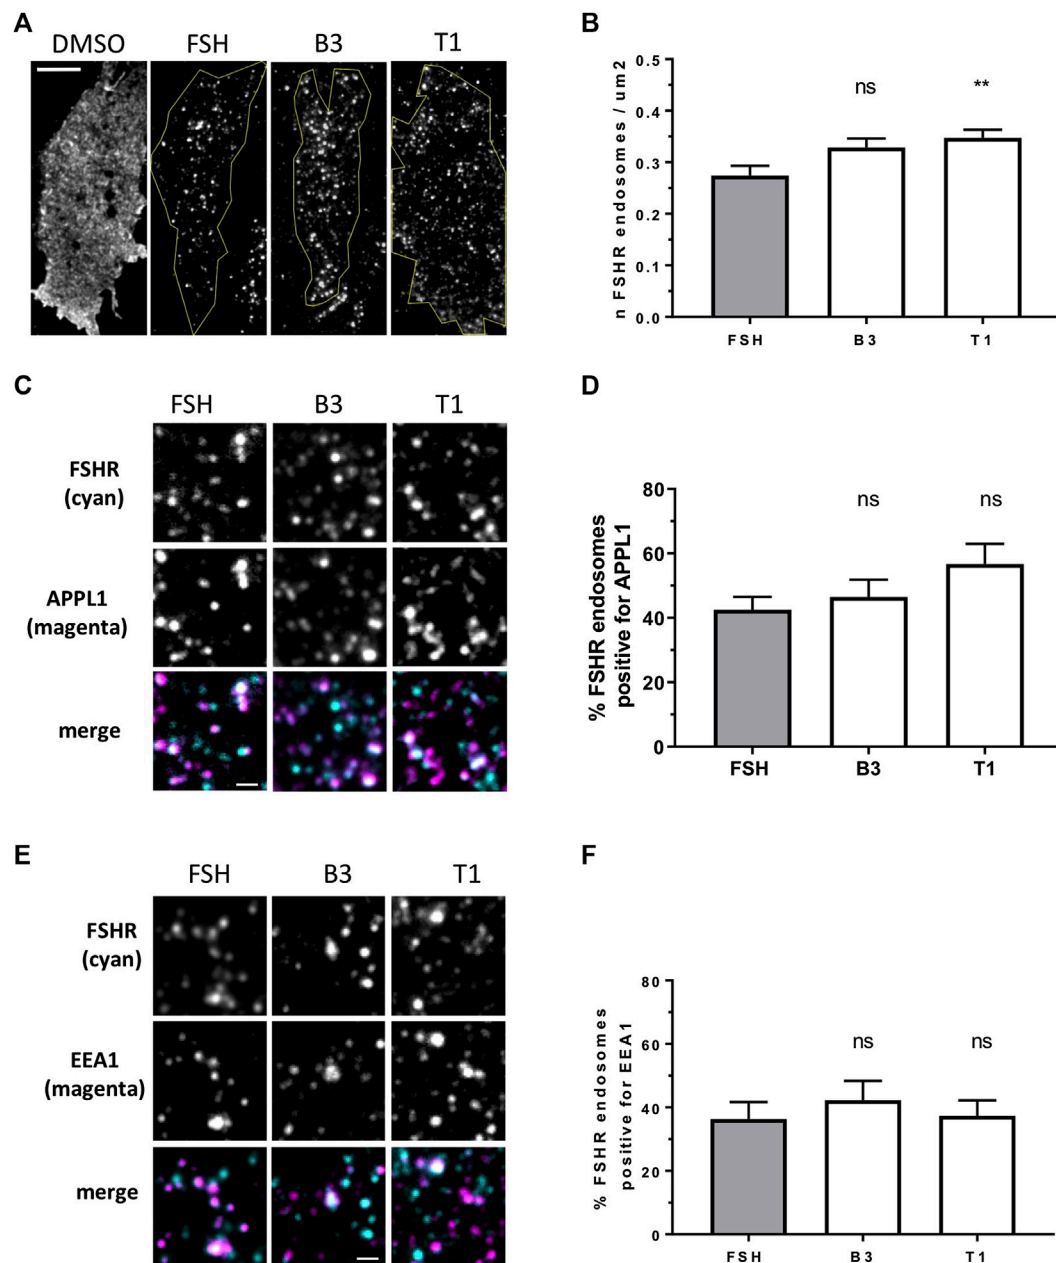 A
DMSO FSH B3 T1
B
n FSHR endosomes / um2
0.5
0.4
0.3
0.2
0.1
0.0
ns
**
FSH B3 T1
C
FSH B3 T1
FSHR
(cyan)
APPL1
(magenta)
merge
D
% FSHR endosomes
positive for APPL1
80
60
40
20
0
ns
ns
FSH B3 T1
E
FSH B3 T1
FSHR
(cyan)
EEA1
(magenta)
merge
F
% FSHR endosomes
positive for EEA1
80
60
40
20
0
ns
ns
FSH B3 T1